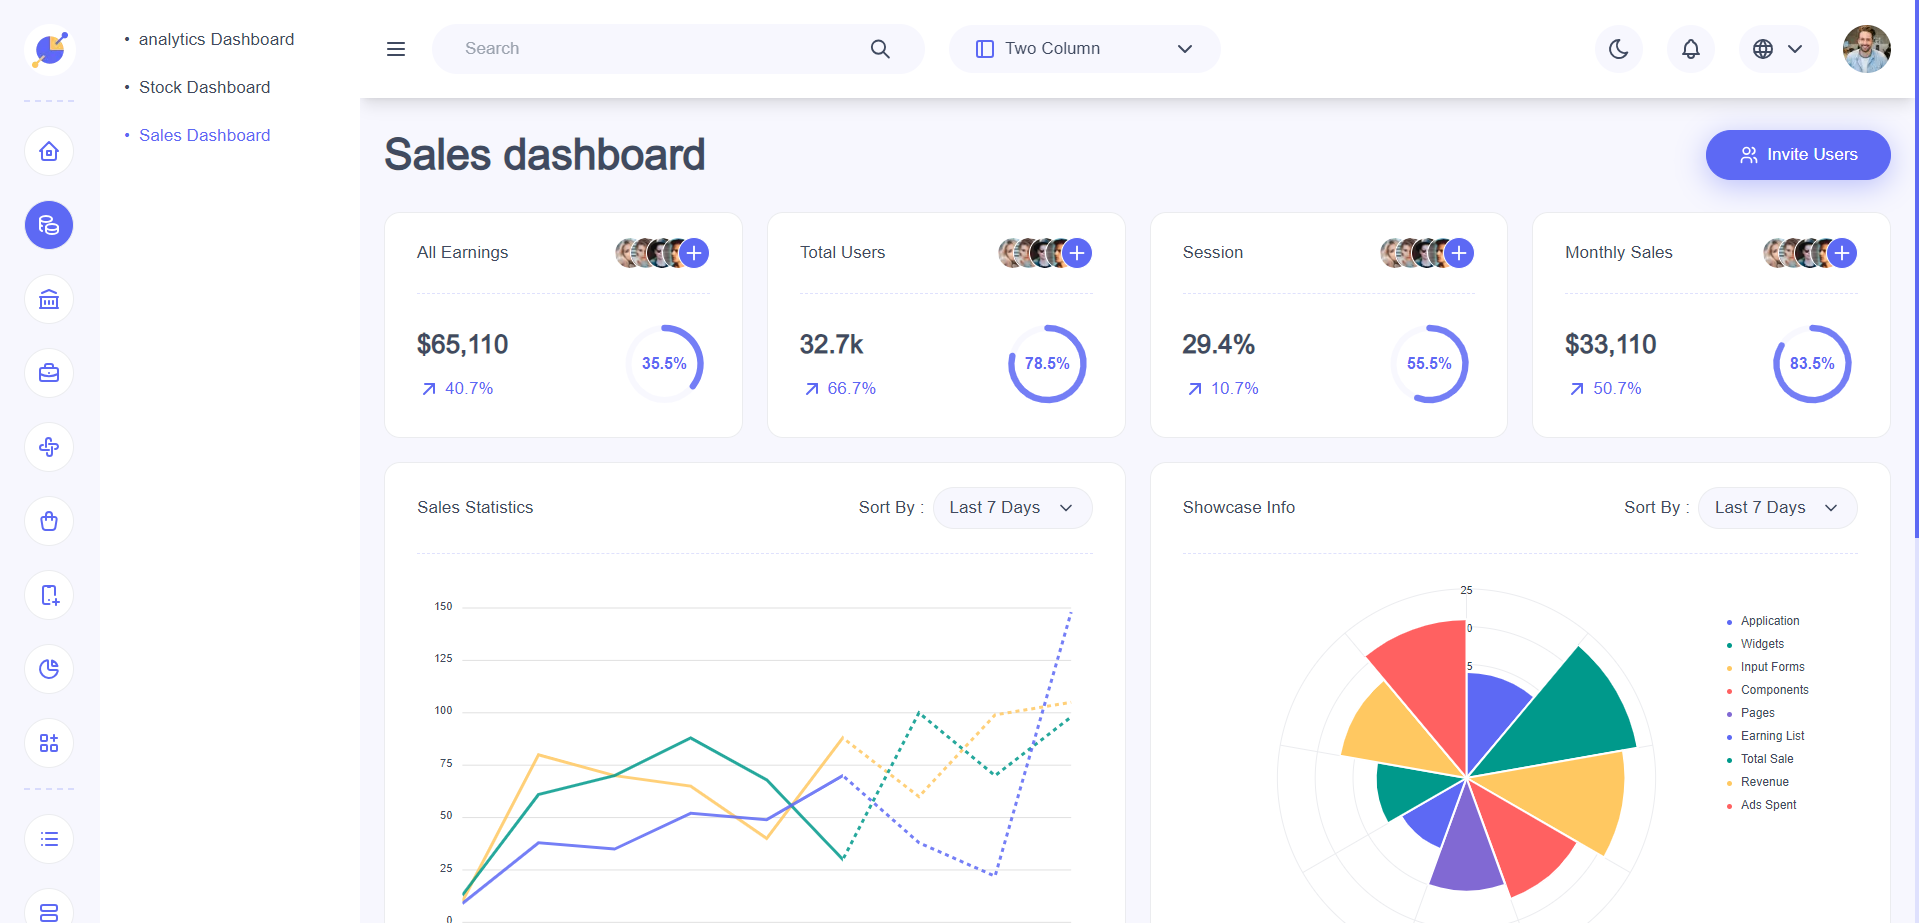 analytics Dashboard
Stock Dashboard
Sales Dashboard
Search
Two Column
Sales dashboard
Invite Users
All Earnings
$65,110
40.7%
35.5%
Total Users
32.7k
66.7%
78.5%
Session
29.4%
10.7%
55.5%
Monthly Sales
$33,110
50.7%
83.5%
Sales Statistics
Sort By :
Last 7 Days
150
125
100
75
50
25
0
Showcase Info
Sort By :
Last 7 Days
25
0
5
Application
Widgets
Input Forms
Components
Pages
Earning List
Total Sale
Revenue
Ads Spent